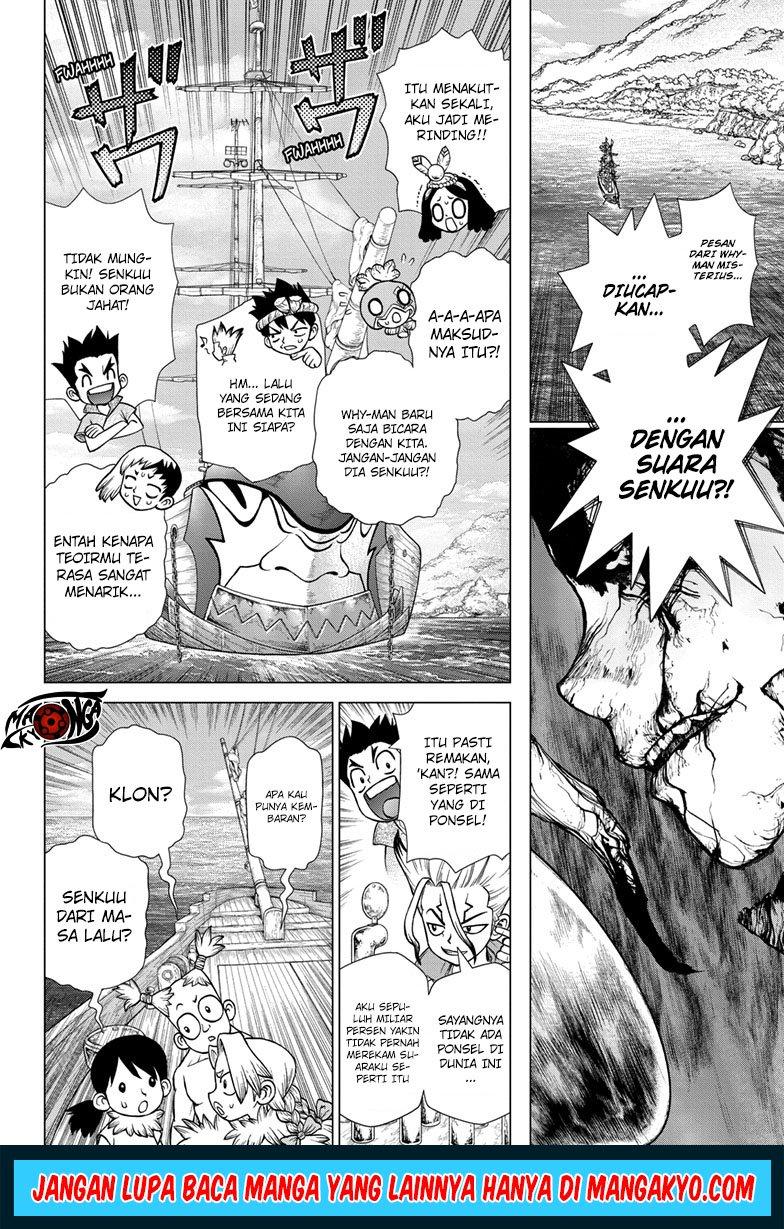 PESAN
DARI WHY-
MAN MIS-
TERIUS...
...
DIUCAP-
KAN...
...
DENGAN
SUARA
SENKUU?!
ITU MENAKUT-
KAN SEKALI,
AKU JADI ME-
RINDING!!
ザワ
FWAHHHH
ザワ
FWAHHHH
A-A-A-APA
MAKSUD-
NYA ITU?!
WHY-MAN BARU
SAJA BICARA
DENGAN KITA.
JANGAN-JANGAN
DIA SENKUU?!
HM... LALU
YANG SEDANG
BERSAMA KITA
INI SIAPA?
TIDAK MUNG-
KIN! SENKUU
BUKAN ORANG
JAHAT!
ENTAH KENAPA
TEOIRMU TE-
RASA SANGAT
MENARIK...
MANGAKYO
ITU PASTI
REMAKAN,
'KAN?! SAMA
SEPERTI
YANG DI
PONSEL!
SAYANGNYA
TIDAK ADA
PONSEL DI
DUNIA INI
...
AKU SEPU-
LUH MILIAR
PERSEN YAKIN
TIDAK PERNAH
MEREKAM SU-
ARAKU SE-
PERTI ITU
APA KAU
PUNYA KEM-
BARAN?
KLON?
SENKUU
DARI MA-
SA LALU?
JANGAN LUPA BACA MANGA YANG LAINNYA HANYA DI MANGAKYO.COM